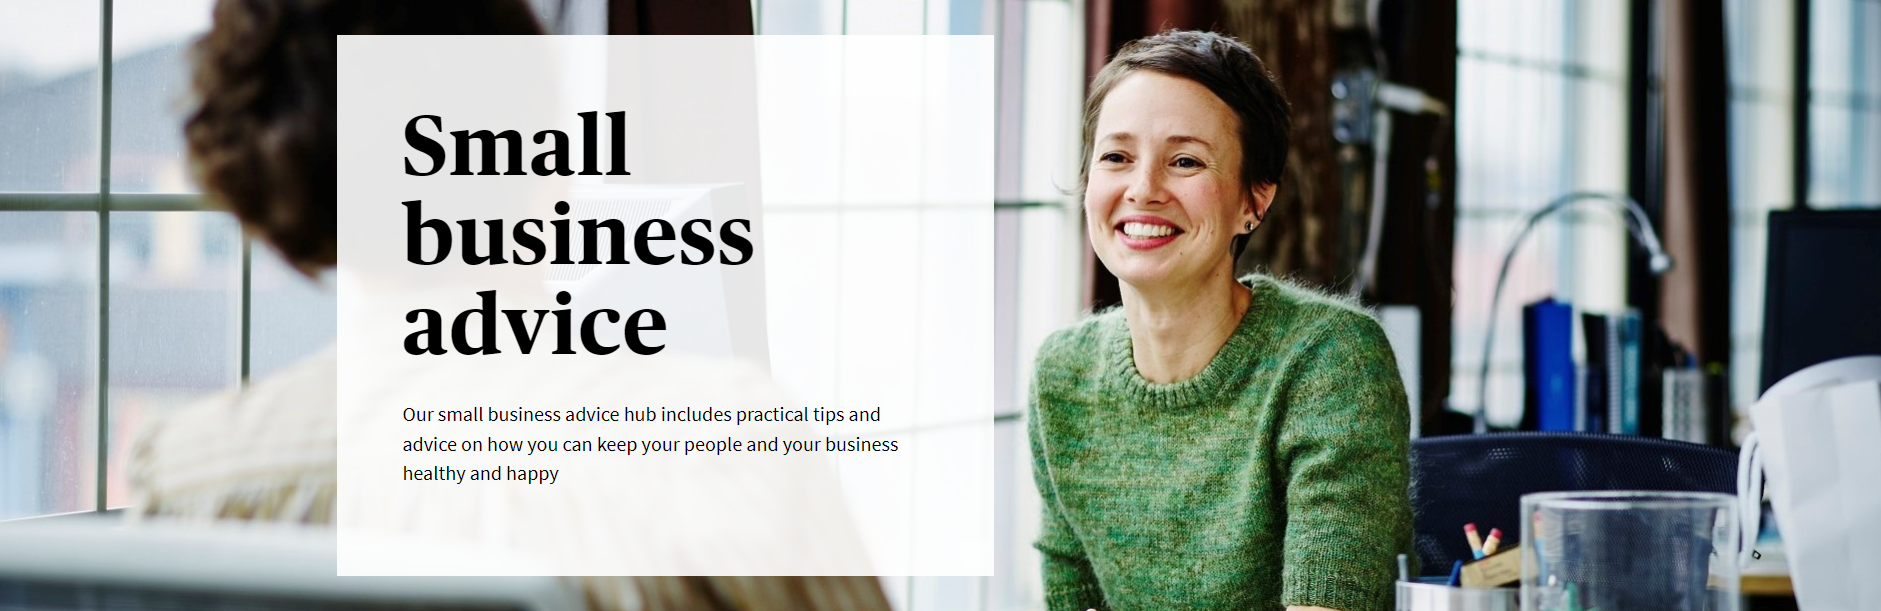 Small
business
advice
Our small business advice hub includes practical tips and
advice on how you can keep your people and your business
healthy and happy